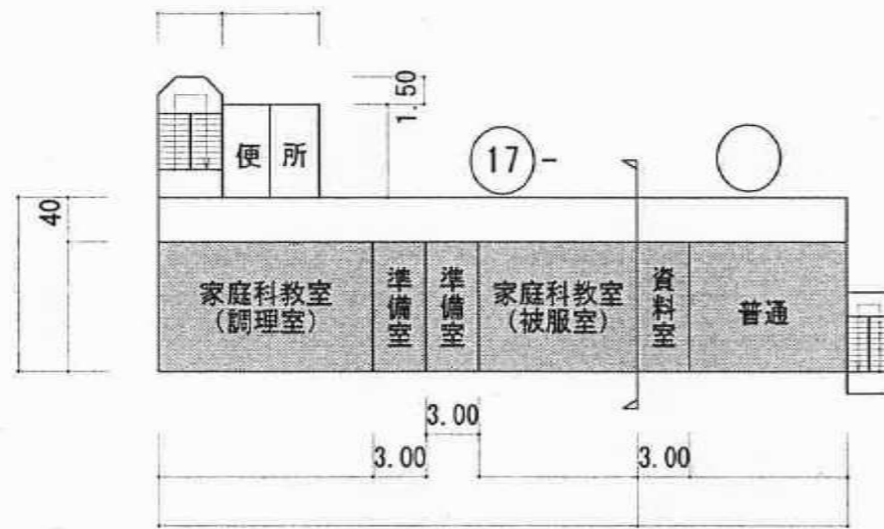 1.50
便 所
17-
40
家庭科教室
(調理室)
準備室
準備室
家庭科教室
(被服室)
資料室
普通
3.00
3.00
3.00